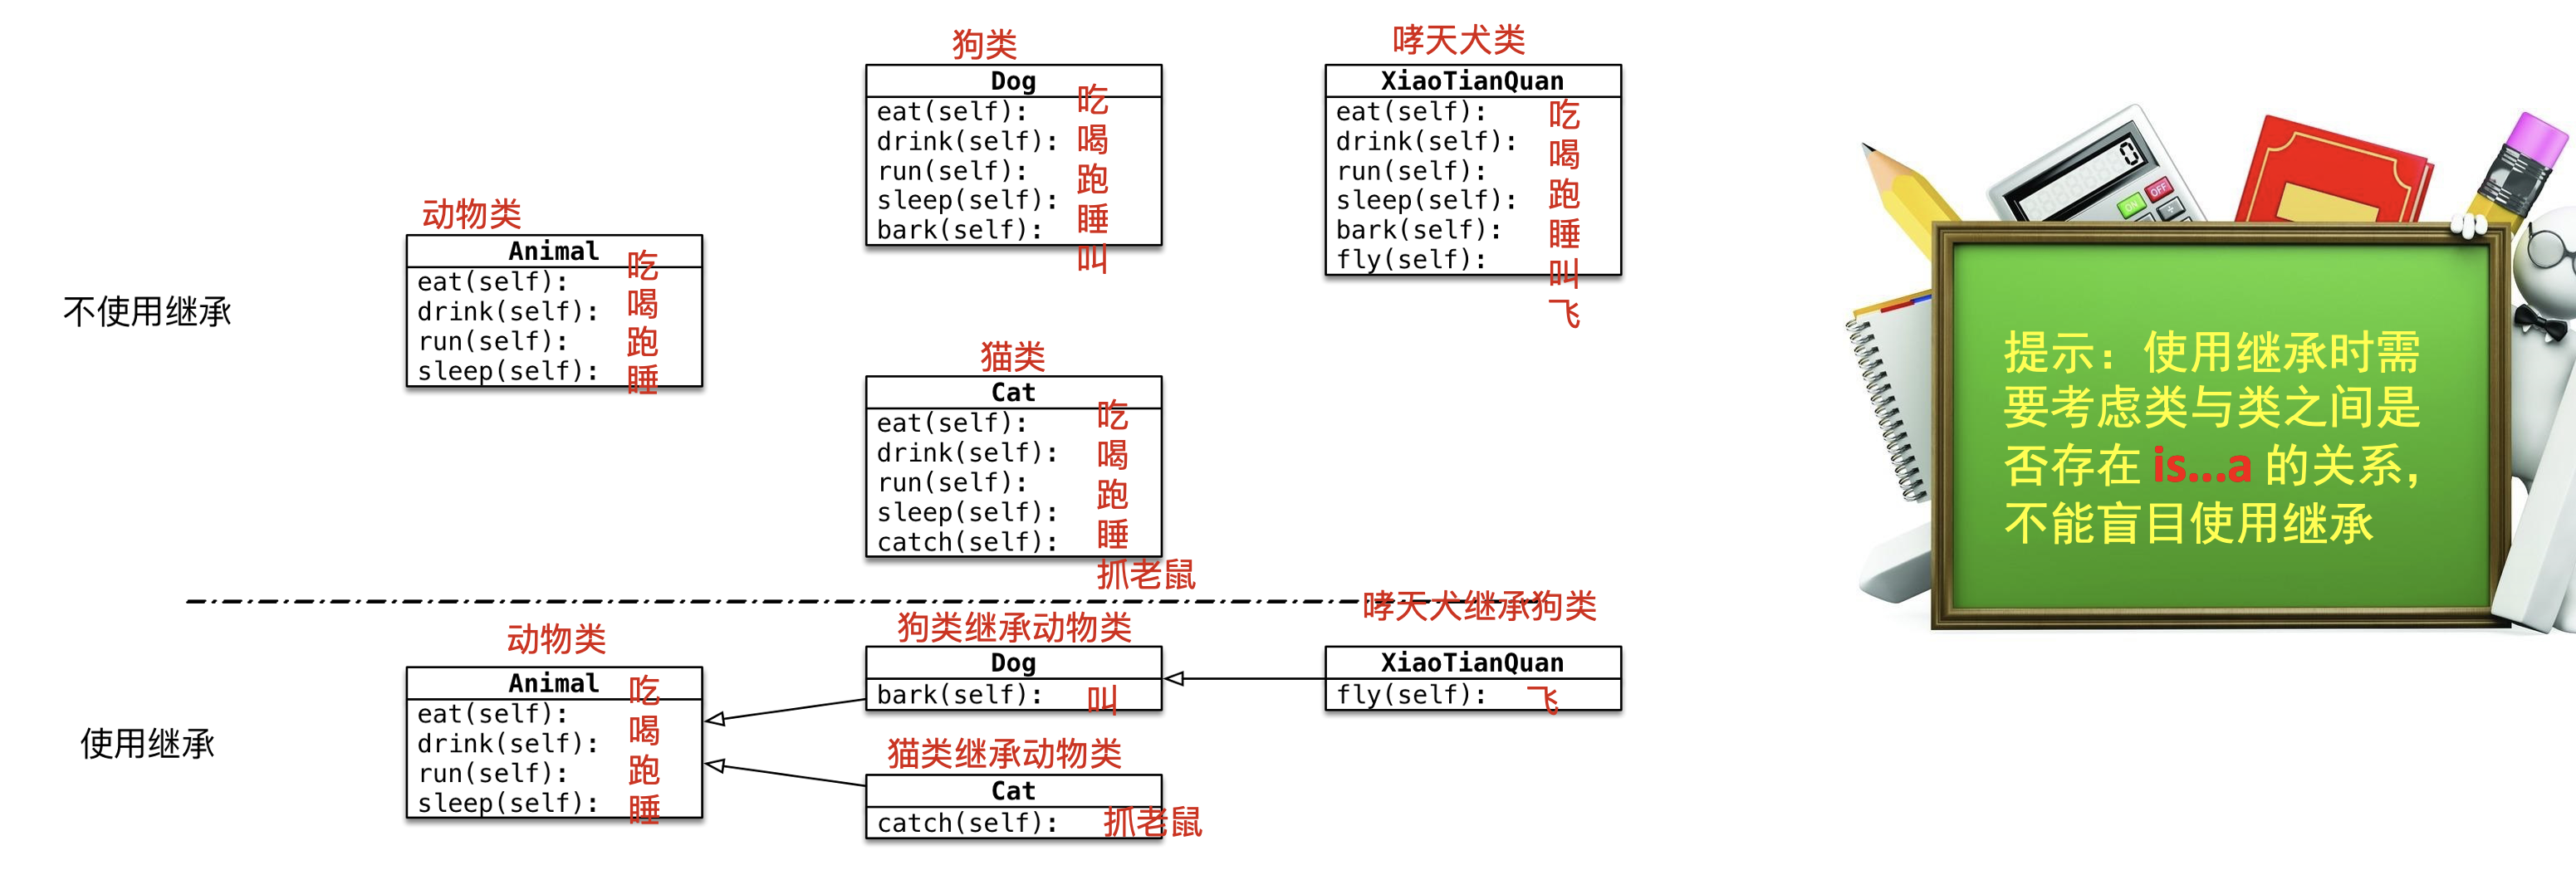 不使用继承
动物类
Animal
eat(self): 吃
drink(self): 喝
run(self): 跑
sleep(self): 睡
狗类
Dog
eat(self): 吃
drink(self): 喝
run(self): 跑
sleep(self): 睡
bark(self): 叫
哮天犬类
XiaoTianQuan
eat(self): 吃
drink(self): 喝
run(self): 跑
sleep(self): 睡
bark(self): 叫
fly(self): 飞
猫类
Cat
eat(self): 吃
drink(self): 喝
run(self): 跑
sleep(self): 睡
catch(self): 抓老鼠
使用继承
动物类
Animal
eat(self): 吃
drink(self): 喝
run(self): 跑
sleep(self): 睡
狗类继承动物类
Dog
bark(self): 叫
哮天犬继承狗类
XiaoTianQuan
fly(self): 飞
猫类继承动物类
Cat
catch(self): 抓老鼠
0
ON
OFF
提示：使用继承时需
要考虑类与类之间是
否存在 is...a 的关系，
不能盲目使用继承